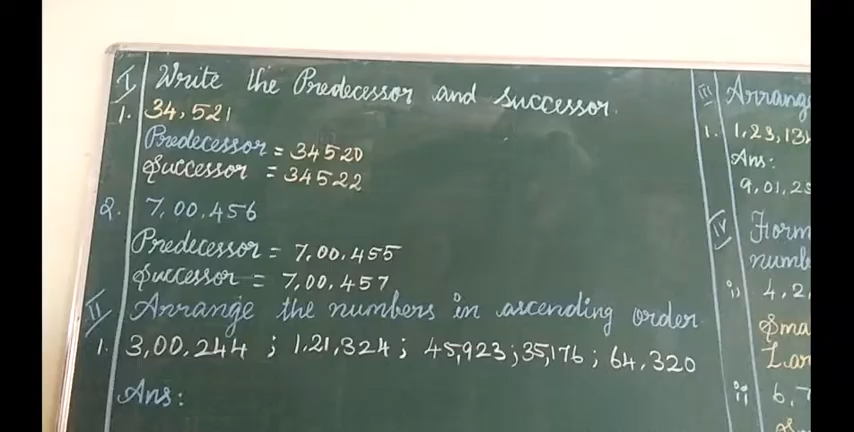 I Write the Predecessor and Successor.
1. 34,521
Predecessor = 34520
Successor = 34522
2. 7,00,456
Predecessor = 7,00,455
Successor = 7,00,457
II Arrange the numbers in ascending order
1. 3,00,244 ; 1,21,324 ; 45,923 ; 35,176 ; 64,320
Ans:
III Arrang
1. 1,23,13
Ans:
9,01,2
IV Form
numb
i) 4,2,
Sma
Lar
ii 6,7